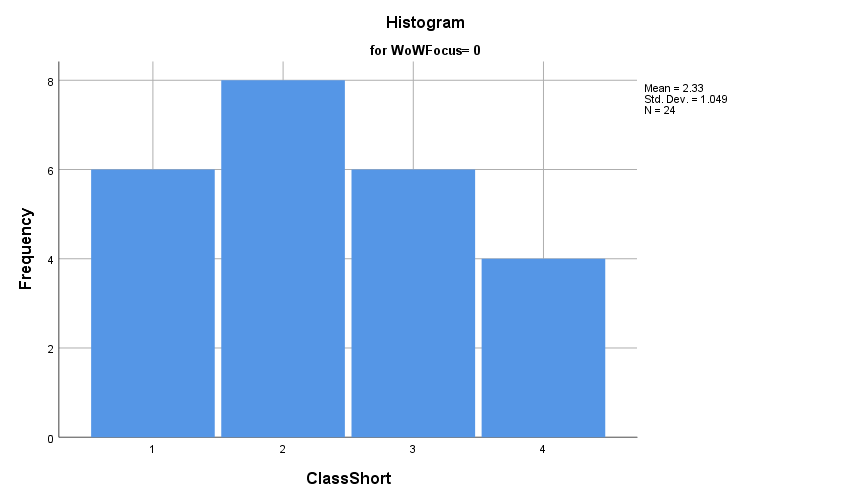 Histogram
for WoWFocus= 0
Mean = 2.33
Std. Dev. = 1.049
N = 24
8
6
4
2
0
Frequency
1 2 3 4
ClassShort